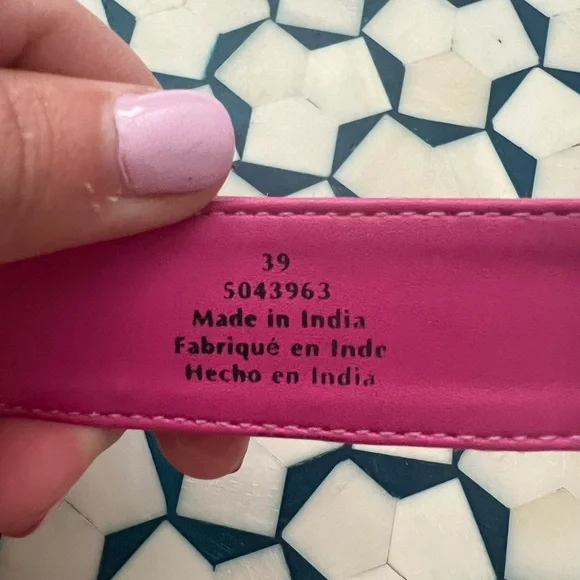 39
5043963
Made in India
Fabriqué en Inde
Hecho en India